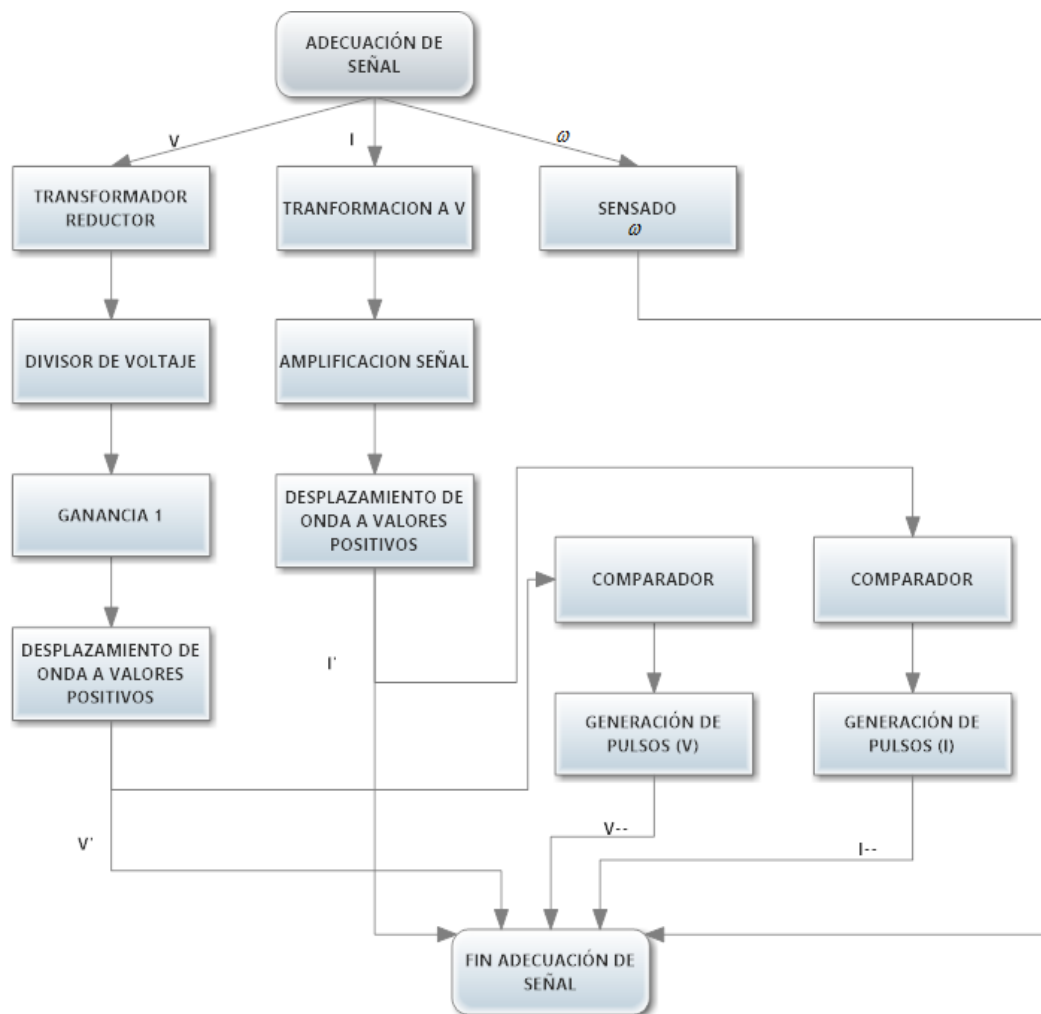 ADECUACIÓN DE
SEÑAL
V
I
ω
TRANSFORMADOR
REDUCTOR
TRANFORMACION A V
SENSADO
ω
DIVISOR DE VOLTAJE
AMPLIFICACION SEÑAL
GANANCIA 1
DESPLAZAMIENTO DE
ONDA A VALORES
POSITIVOS
COMPARADOR
COMPARADOR
DESPLAZAMIENTO DE
ONDA A VALORES
POSITIVOS
I'
GENERACIÓN DE
PULSOS (V)
GENERACIÓN DE
PULSOS (I)
V'
V--
I--
FIN ADECUACIÓN DE
SEÑAL